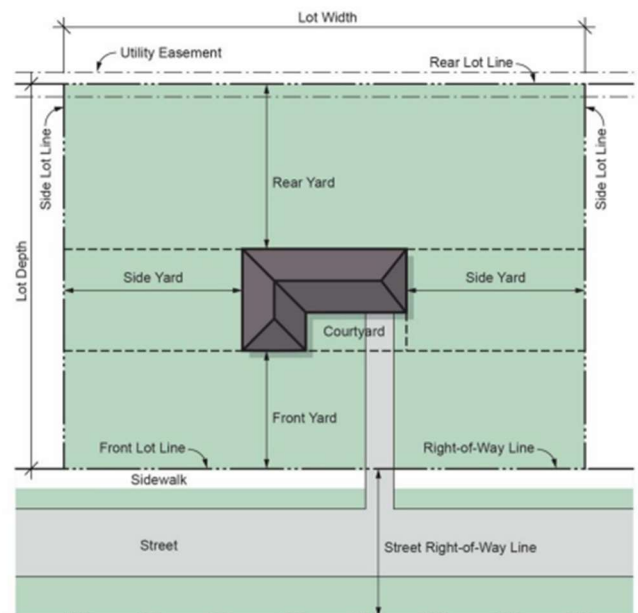 Lot Width
Utility Easement
Rear Lot Line
Side Lot Line
Side Lot Line
Rear Yard
Lot Depth
Side Yard
Side Yard
Courtyard
Front Yard
Front Lot Line
Right-of-Way Line
Sidewalk
Street
Street Right-of-Way Line